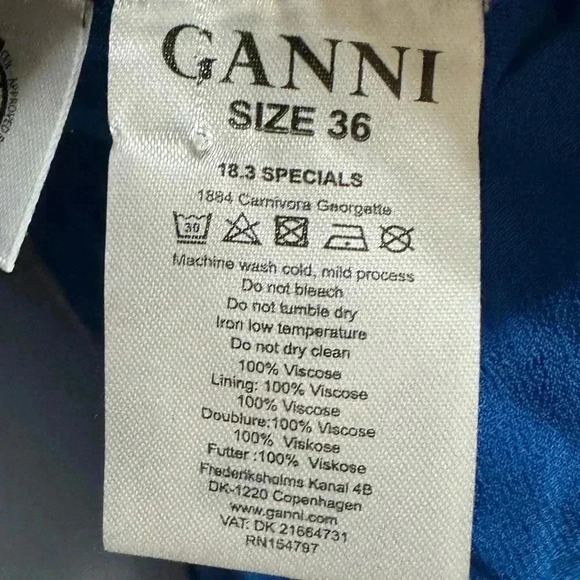 GANNI
SIZE 36
18.3 SPECIALS
1884 Carnivora Georgette
30
Machine wash cold, mild process
Do not bleach
Do not tumble dry
Iron low temperature
Do not dry clean
100% Viscose
Lining: 100% Viscose
100% Viscose
Doublure:100% Viscose
100% Viskose
Futter :100% Viskose
Frederiksholms Kanal 4B
DK-1220 Copenhagen
www.ganni.com
VAT: DK 21664731
RN154797